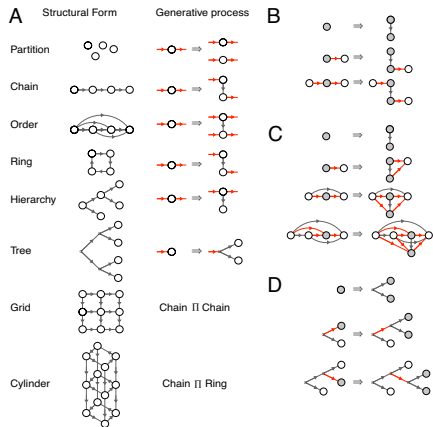 A Structural Form Generative process
Partition
Chain
Order
Ring
Hierarchy
Tree
Grid Chain Π Chain
Cylinder Chain Π Ring
B
C
D